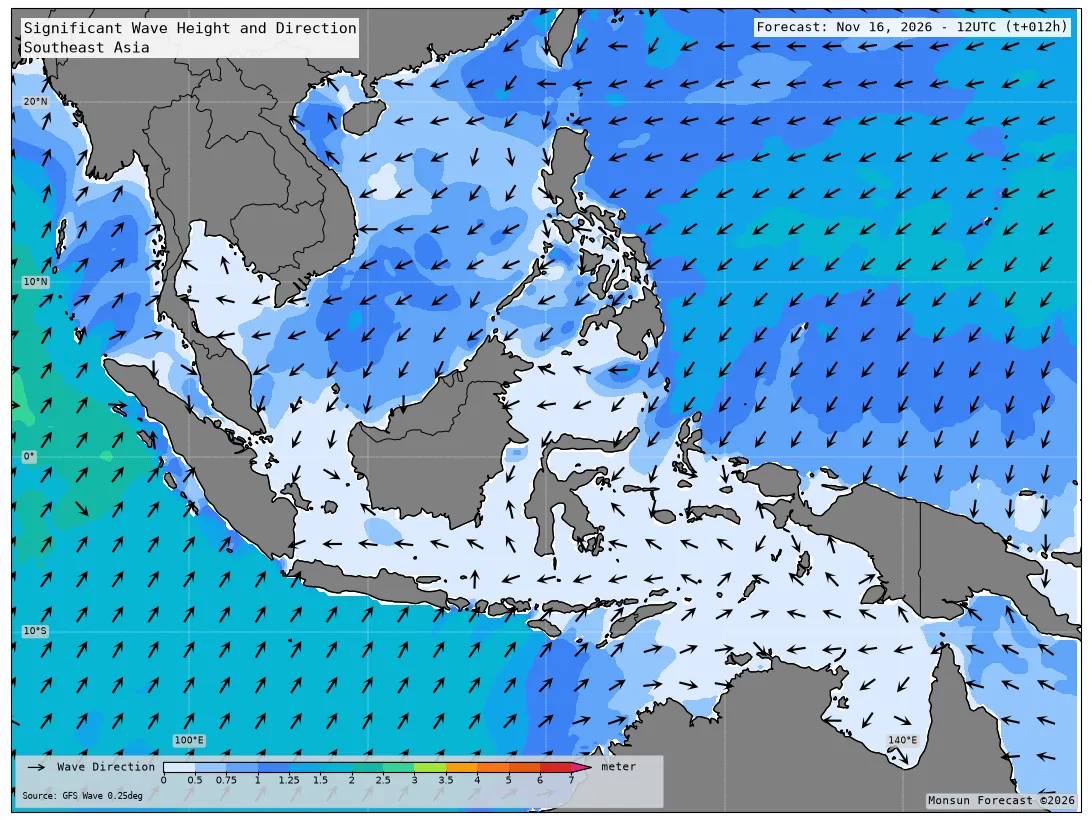 Significant Wave Height and Direction
Southeast Asia
Forecast: Nov 16, 2026 - 12UTC (t+012h)
20°N
10°N
0°
10°S
100°E
140°E
Wave Direction
meter
0 0.5 0.75 1 1.25 1.5 2 2.5 3 3.5 4 5 6 7
Source: GFS Wave 0.25deg
Monsun Forecast ©2026